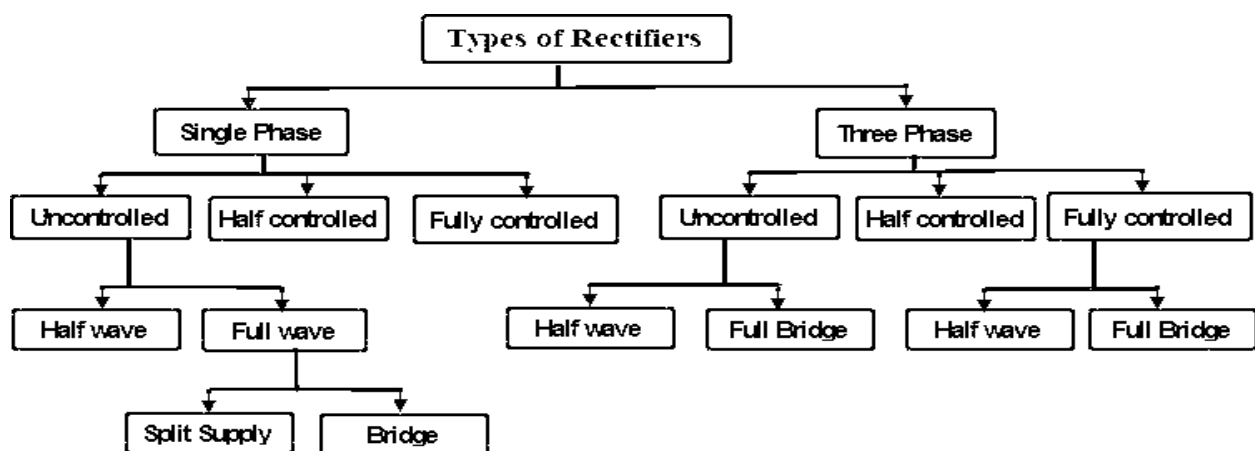 Types of Rectifiers
Single Phase
Three Phase
Uncontrolled
Half controlled
Fully controlled
Uncontrolled
Half controlled
Fully controlled
Half wave
Full wave
Half wave
Full Bridge
Half wave
Full Bridge
Split Supply
Bridge